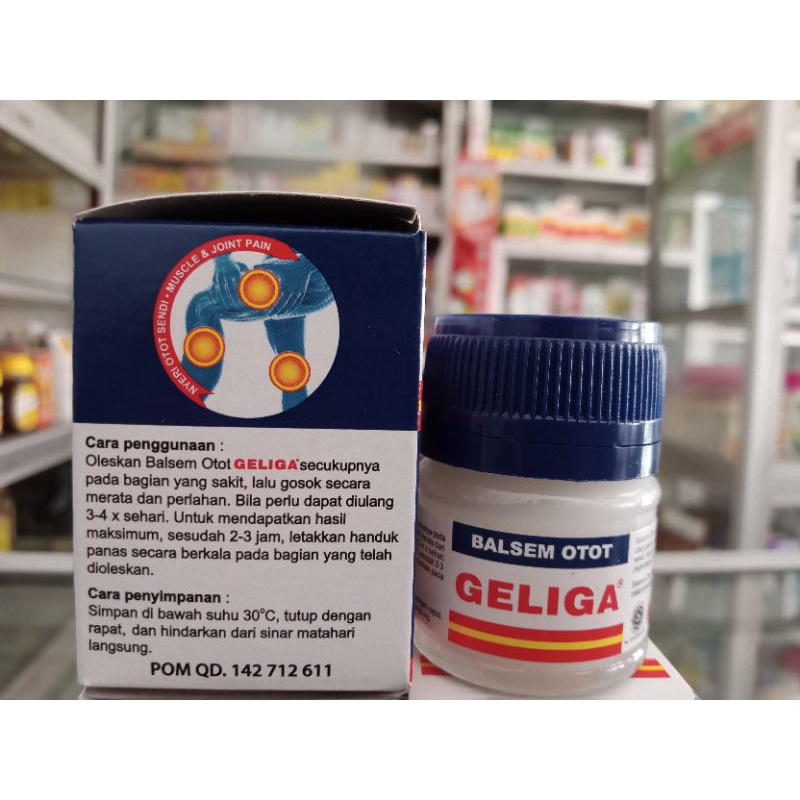 NYERI OTOT SENDI • MUSCLE & JOINT PAIN
Cara penggunaan :
Oleskan Balsem Otot GELIGA® secukupnya
pada bagian yang sakit, lalu gosok secara
merata dan perlahan. Bila perlu dapat diulang
3-4 x sehari. Untuk mendapatkan hasil
maksimum, sesudah 2-3 jam, letakkan handuk
panas secara berkala pada bagian yang telah
dioleskan.
Cara penyimpanan :
Simpan di bawah suhu 30°C, tutup dengan
rapat, dan hindarkan dari sinar matahari
langsung.
POM QD. 142 712 611
BALSEM OTOT
GELIGA®